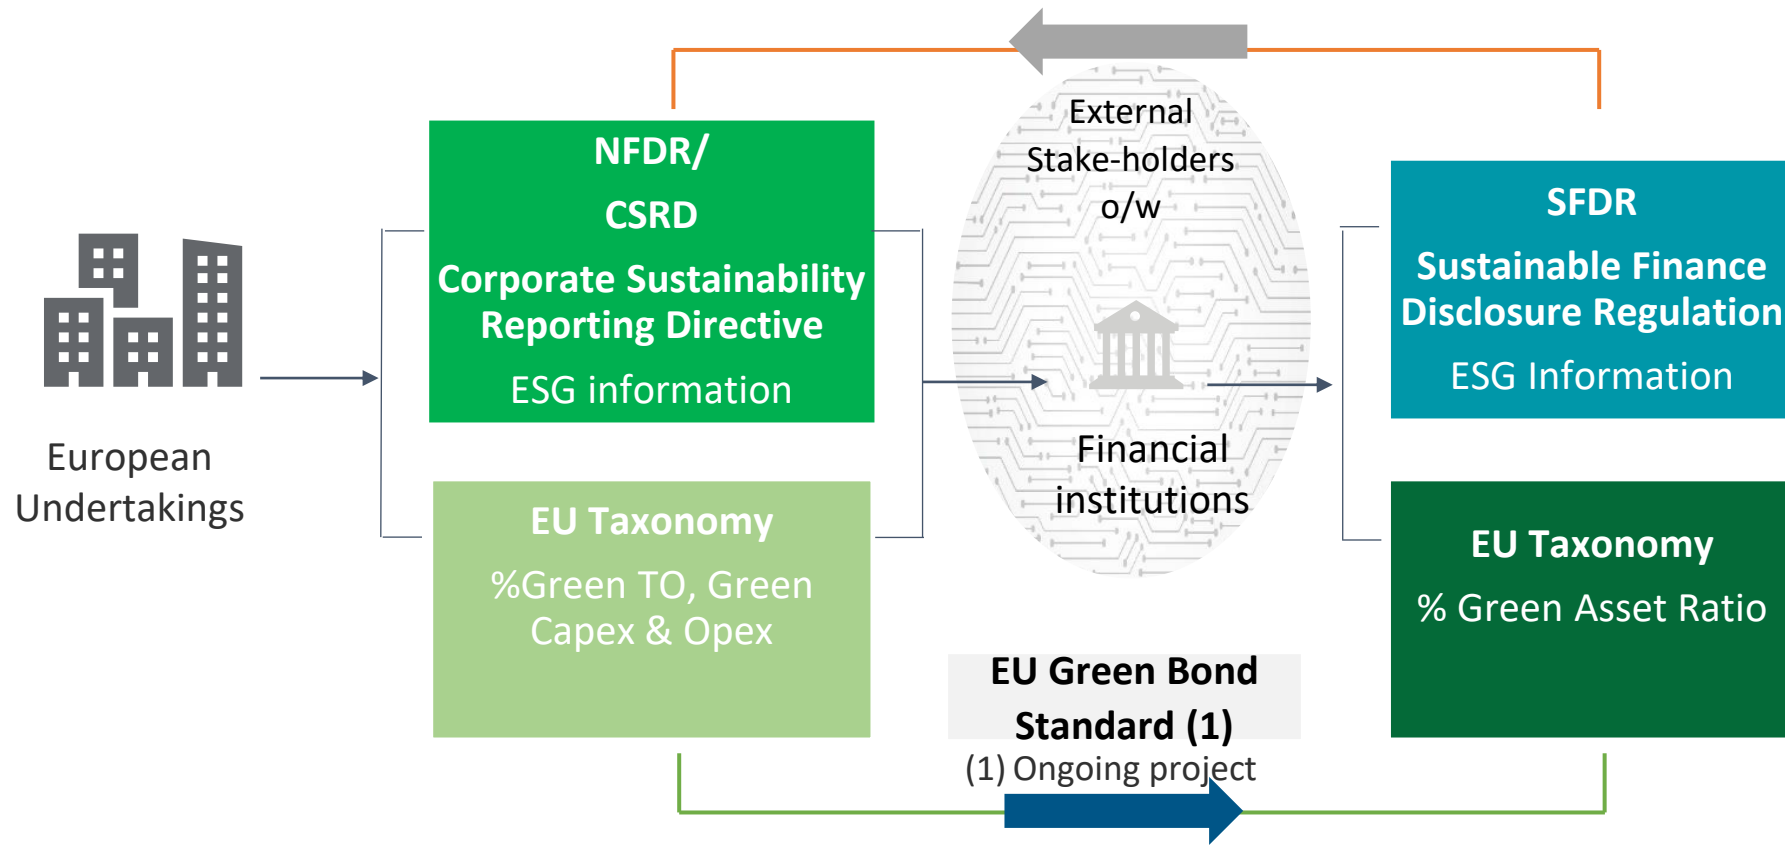 European
Undertakings
NFDR/
CSRD
Corporate Sustainability
Reporting Directive
ESG information
EU Taxonomy
%Green TO, Green
Capex & Opex
External
Stake-holders
o/w
Financial
institutions
EU Green Bond
Standard (1)
(1) Ongoing project
SFDR
Sustainable Finance
Disclosure Regulation
ESG Information
EU Taxonomy
% Green Asset Ratio